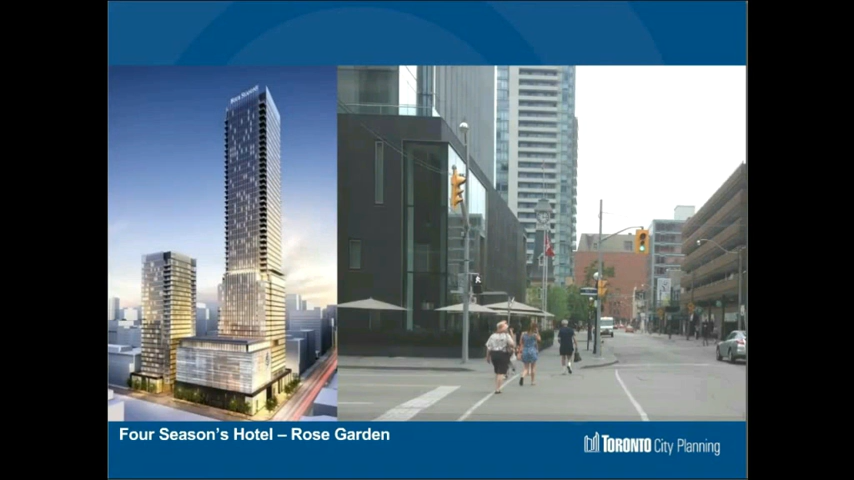 Four Season's Hotel – Rose Garden
TORONTO City Planning